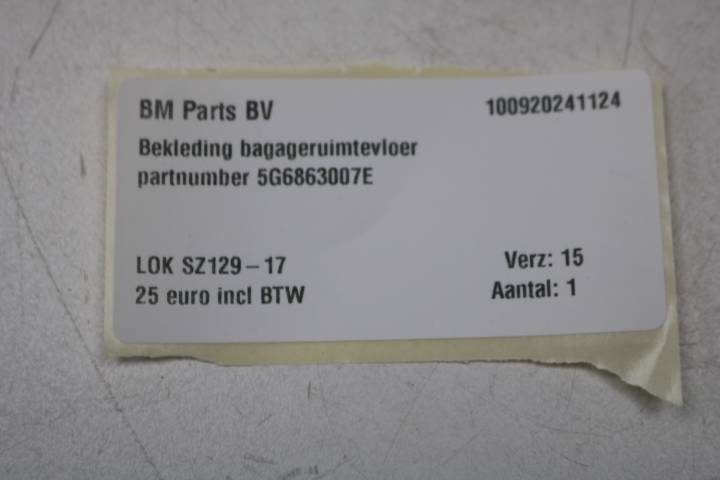 BM Parts BV 100920241124
Bekleding bagageruimtevloer
partnumber 5G6863007E
LOK SZ129-17 Verz: 15
25 euro incl BTW Aantal: 1